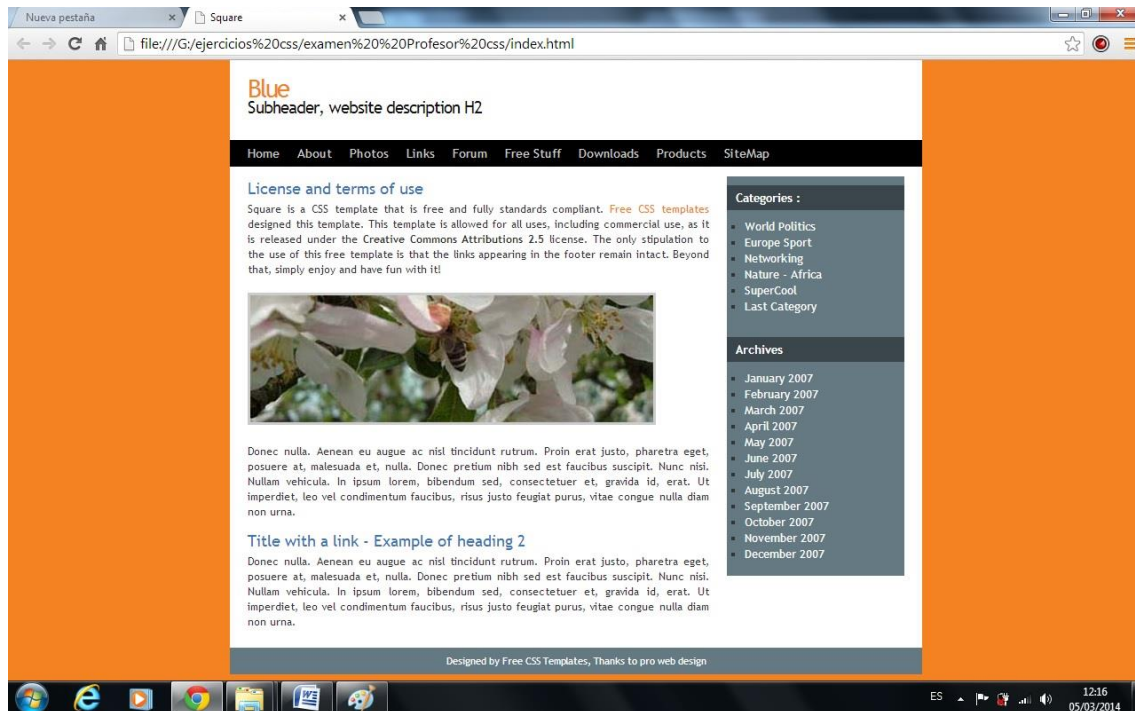 Nueva pestaña
Square
file:///G:/ejercicios%20css/examen%20%20Profesor%20css/index.html
Blue
Subheader, website description H2
Home About Photos Links Forum Free Stuff Downloads Products SiteMap
License and terms of use
Square is a CSS template that is free and fully standards compliant. Free CSS templates
designed this template. This template is allowed for all uses, including commercial use, as it
is released under the Creative Commons Attributions 2.5 license. The only stipulation to
the use of this free template is that the links appearing in the footer remain intact. Beyond
that, simply enjoy and have fun with it!
Donec nulla. Aenean eu augue ac nisl tincidunt rutrum. Proin erat justo, pharetra eget,
posuere at, malesuada et, nulla. Donec pretium nibh sed est faucibus suscipit. Nunc nisi.
Nullam vehicula. In ipsum lorem, bibendum sed, consectetuer et, gravida id, erat. Ut
imperdiet, leo vel condimentum faucibus, risus justo feugiat purus, vitae congue nulla diam
non urna.
Title with a link - Example of heading 2
Donec nulla. Aenean eu augue ac nisl tincidunt rutrum. Proin erat justo, pharetra eget,
posuere at, malesuada et, nulla. Donec pretium nibh sed est faucibus suscipit. Nunc nisi.
Nullam vehicula. In ipsum lorem, bibendum sed, consectetuer et, gravida id, erat. Ut
imperdiet, leo vel condimentum faucibus, risus justo feugiat purus, vitae congue nulla diam
non urna.
Categories :
World Politics
Europe Sport
Networking
Nature - Africa
SuperCool
Last Category
Archives
January 2007
February 2007
March 2007
April 2007
May 2007
June 2007
July 2007
August 2007
September 2007
October 2007
November 2007
December 2007
Designed by Free CSS Templates, Thanks to pro web design
ES
12:16
05/03/2014